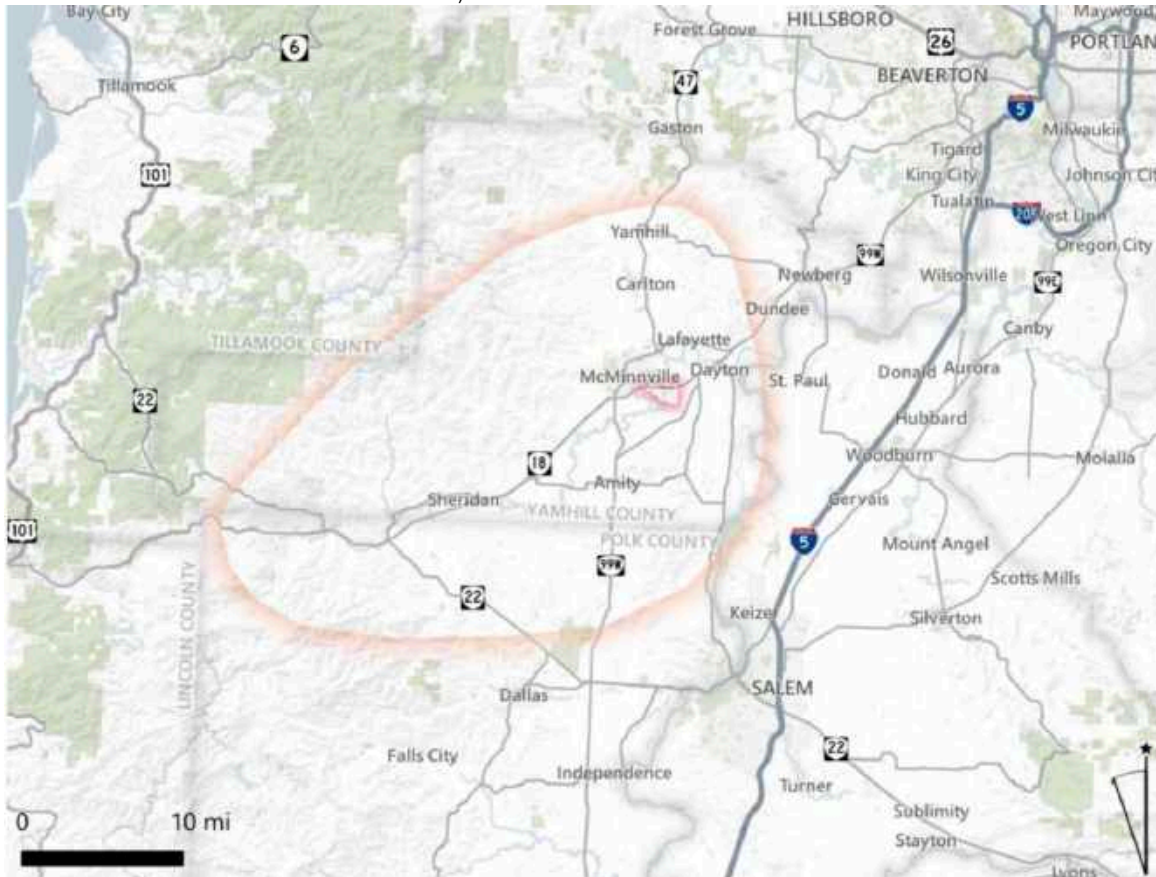 Bay City
HILLSBORO
Maywood
Forest Grove
26
PORTLAN
6
BEAVERTON
Tillamook
47
5
Gaston
Milwaukie
Tigard
101
King City
Johnson Cit
Tualatin
205
West Linn
Yamhill
Oregon City
99W
Newberg
Wilsonville
Carlton
99E
Dundee
Canby
TILLAMOOK COUNTY
Lafayette
McMinnville
Dayton
St. Paul
Donald
Aurora
22
Hubbard
Woodburn
Molalla
18
Amity
Sheridan
Gervais
YAMHILL COUNTY
101
POLK COUNTY
5
Mount Angel
99W
Scotts Mills
22
Keize
Silverton
LINCOLN COUNTY
Dallas
SALEM
Falls City
22
Independence
Turner
0
10 mi
Sublimity
Stayton
Lyons